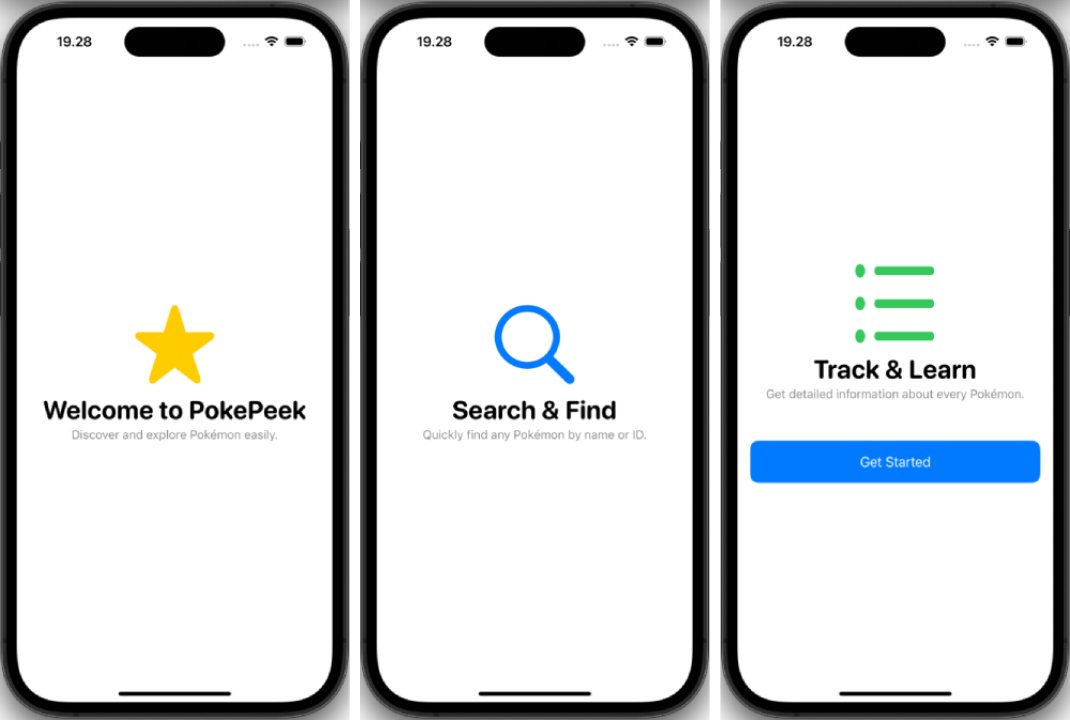 19.28
Welcome to PokePeek
Discover and explore Pokémon easily.
19.28
Search & Find
Quickly find any Pokémon by name or ID.
19.28
Track & Learn
Get detailed information about every Pokémon.
Get Started